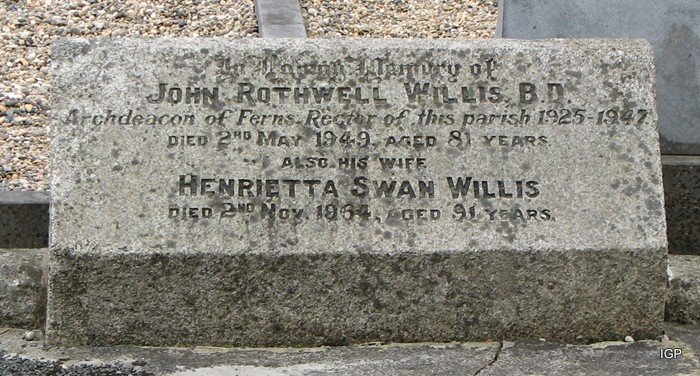 In Loving Memory of
JOHN ROTHWELL WILLIS, B.D.
Archdeacon of Ferns, Rector of this parish 1925-1947
DIED 2ND MAY 1949, AGED 81 YEARS
ALSO HIS WIFE
HENRIETTA SWAN WILLIS
DIED 2ND NOV. 1964, AGED 91 YEARS.
IGP